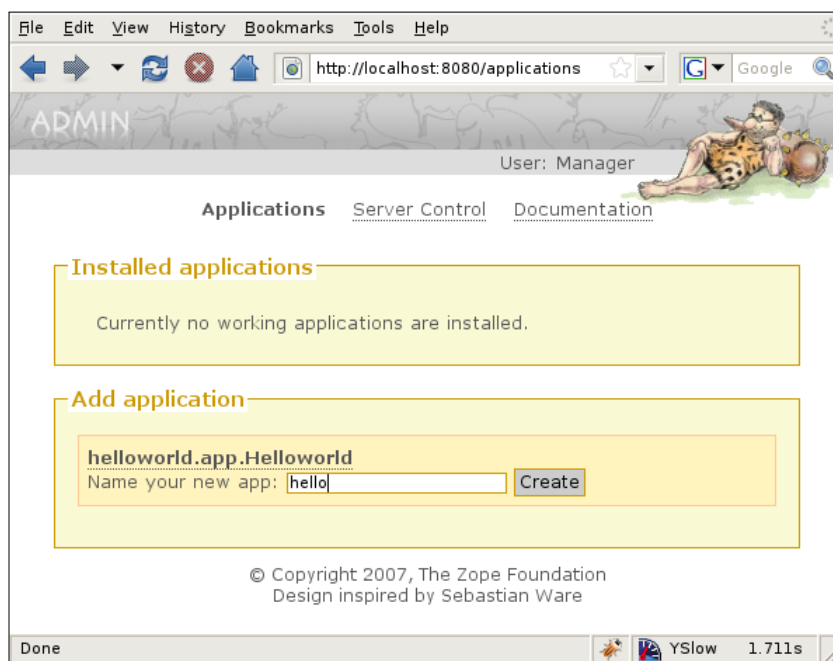 File Edit View History Bookmarks Tools Help
http://localhost:8080/applications G Google
ADMIN
User: Manager
Applications Server Control Documentation
Installed applications
Currently no working applications are installed.
Add application
helloworld.app.Helloworld
Name your new app: hello Create
© Copyright 2007, The Zope Foundation
Design inspired by Sebastian Ware
Done YSlow 1.711s